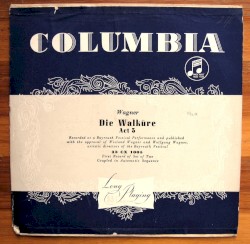 COLUMBIA
Wagner
Die Walküre
Act 3
Recorded at a Bayreuth Festival Performance and published
with the approval of Wieland Wagner and Wolfgang Wagner,
artistic directors of the Bayreuth Festival
33 CX 1005
First Record of Set of Two
Coupled in Automatic Sequence
Long
Playing